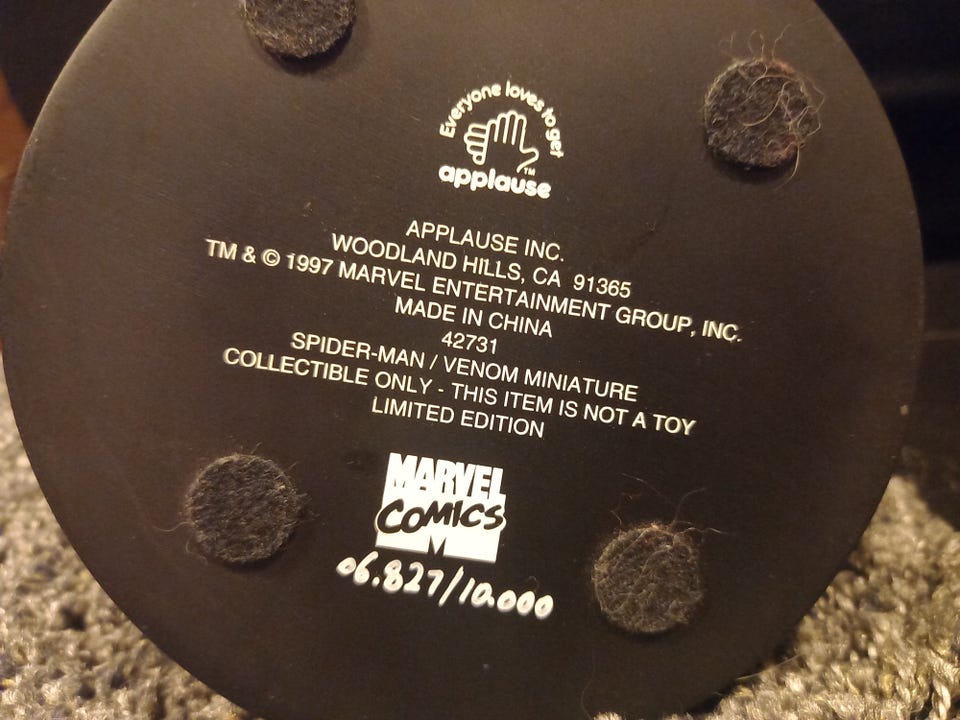 Everyone loves to get
applause™
APPLAUSE INC.
WOODLAND HILLS, CA 91365
TM & © 1997 MARVEL ENTERTAINMENT GROUP, INC.
MADE IN CHINA
42731
SPIDER-MAN / VENOM MINIATURE
COLLECTIBLE ONLY - THIS ITEM IS NOT A TOY
LIMITED EDITION
MARVEL
COMICS
M
06.827/10.000